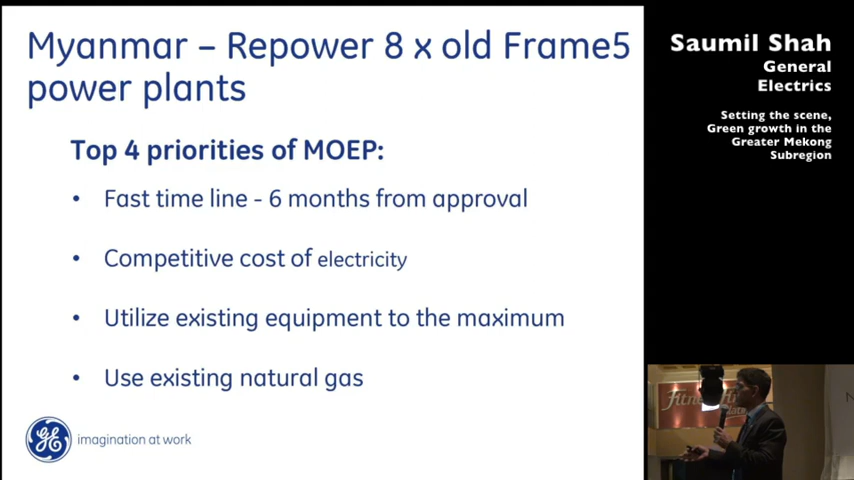 Myanmar – Repower 8 x old Frame5
power plants
Top 4 priorities of MOEP:
• Fast time line - 6 months from approval
• Competitive cost of electricity
• Utilize existing equipment to the maximum
• Use existing natural gas
GE
imagination at work
Saumil Shah
General
Electrics
Setting the scene,
Green growth in the
Greater Mekong
Subregion